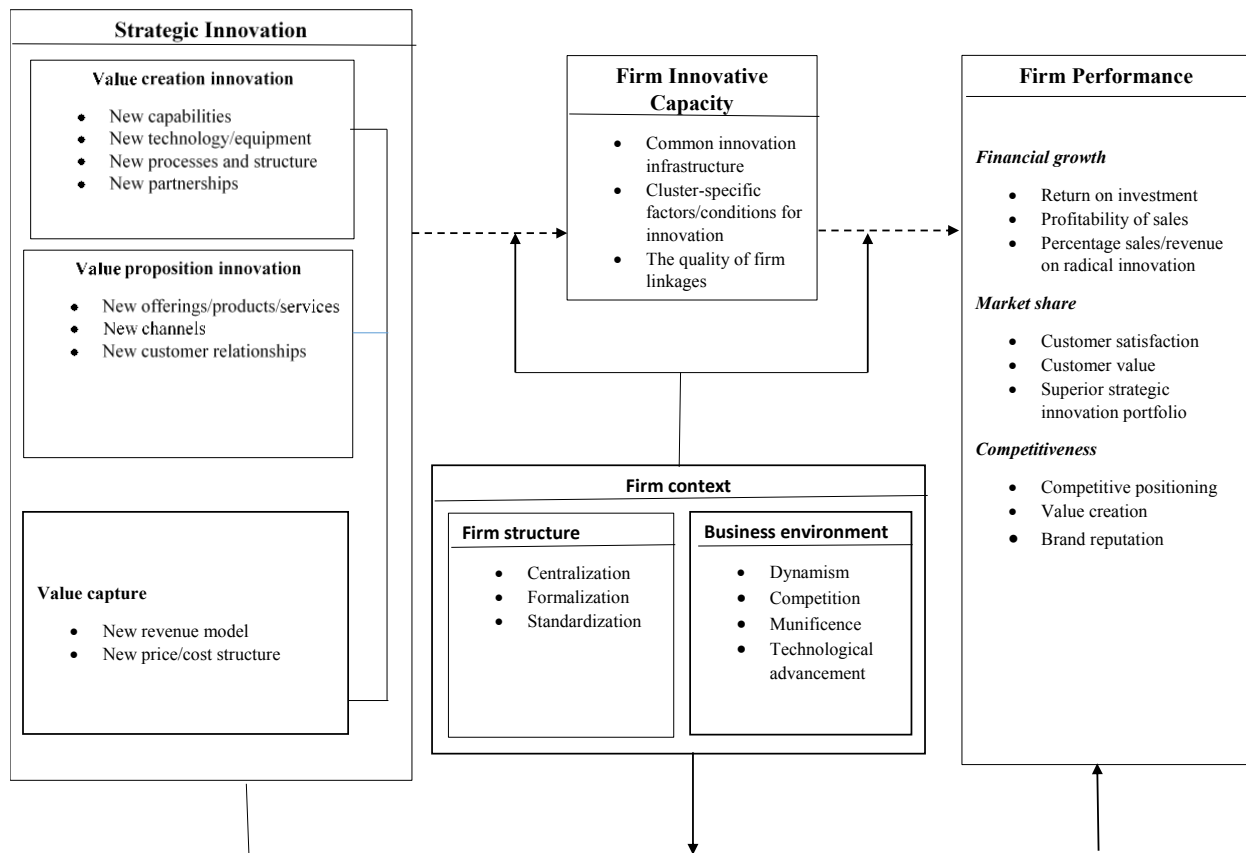 Strategic Innovation
Value creation innovation
New capabilities
New technology/equipment
New processes and structure
New partnerships
Value proposition innovation
New offerings/products/services
New channels
New customer relationships
Value capture
New revenue model
New price/cost structure
Firm Innovative
Capacity
Common innovation
infrastructure
Cluster-specific
factors/conditions for
innovation
The quality of firm
linkages
Firm context
Firm structure
Centralization
Formalization
Standardization
Business environment
Dynamism
Competition
Munificence
Technological
advancement
Firm Performance
Financial growth
Return on investment
Profitability of sales
Percentage sales/revenue
on radical innovation
Market share
Customer satisfaction
Customer value
Superior strategic
innovation portfolio
Competitiveness
Competitive positioning
Value creation
Brand reputation